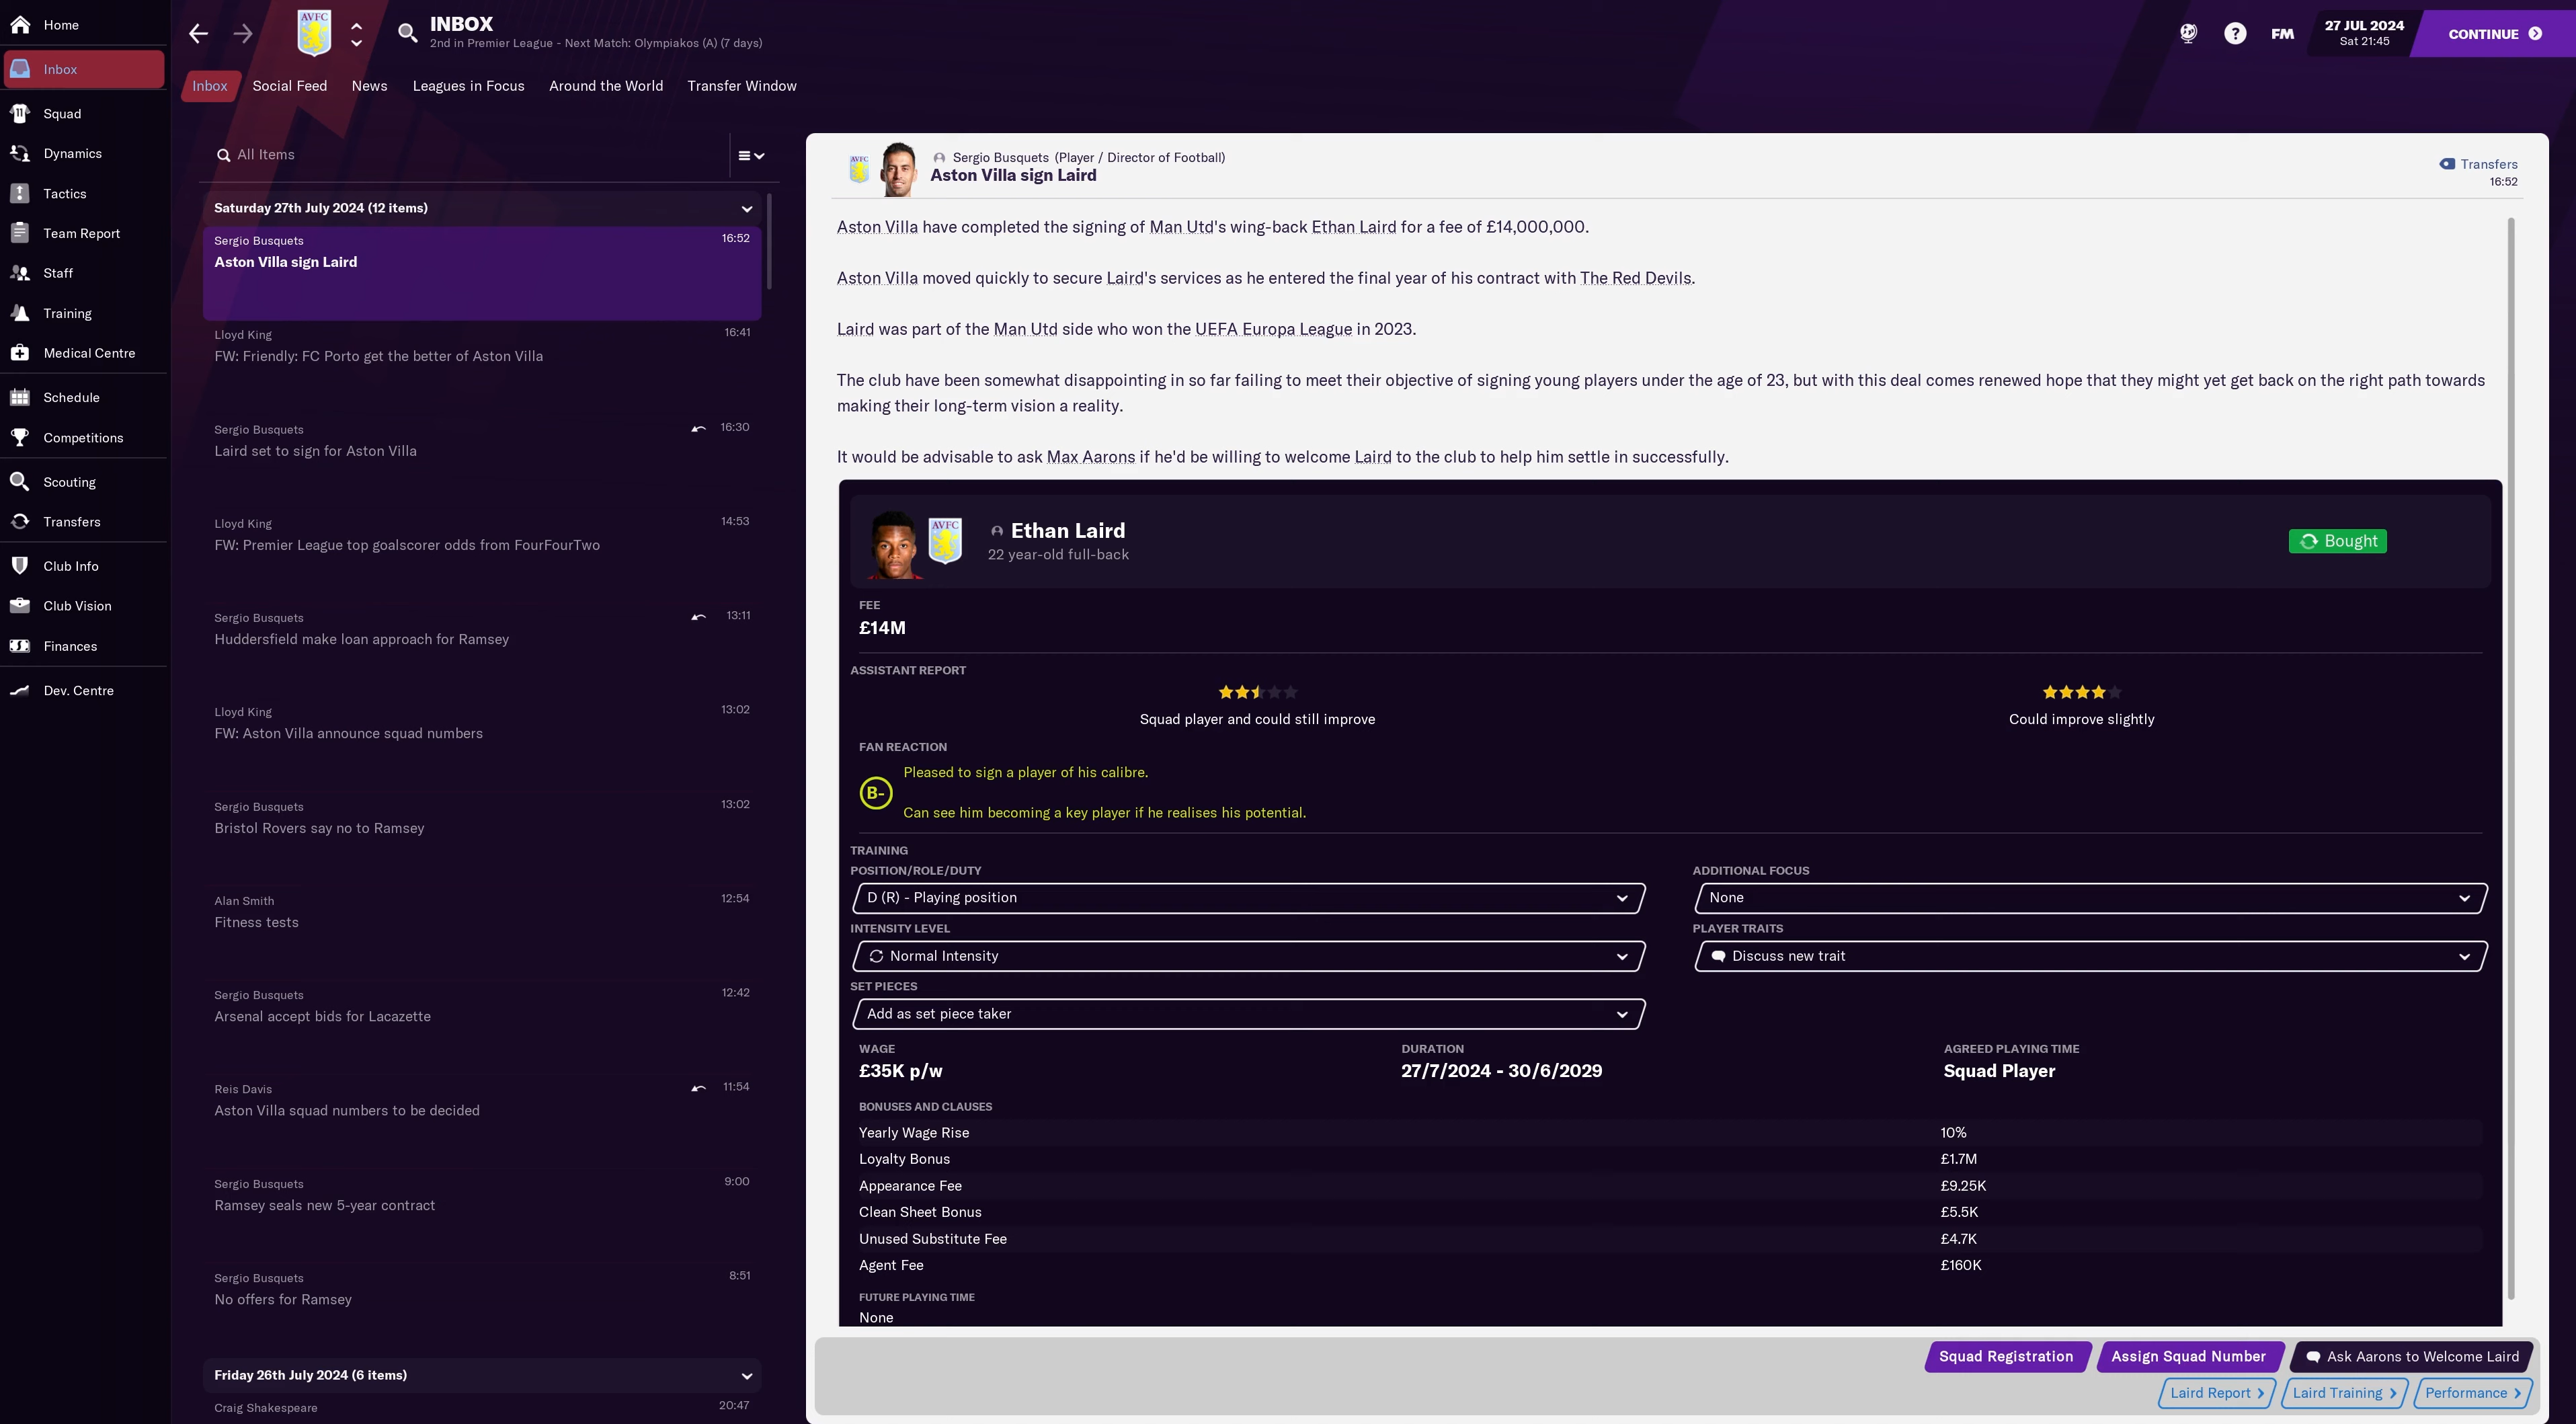 Home
Inbox
Squad
Dynamics
Tactics
Team Report
Staff
Training
Medical Centre
Schedule
Competitions
Scouting
Transfers
Club Info
Club Vision
Finances
Dev. Centre
AVFC
INBOX
2nd in Premier League - Next Match: Olympiakos (A) (7 days)
?
FM
27 JUL 2024
Sat 21:45
CONTINUE
Inbox
Social Feed
News
Leagues in Focus
Around the World
Transfer Window
All Items
Saturday 27th July 2024 (12 items)
Sergio Busquets 16:52
Aston Villa sign Laird
Lloyd King 16:41
FW: Friendly: FC Porto get the better of Aston Villa
Sergio Busquets 16:30
Laird set to sign for Aston Villa
Lloyd King 14:53
FW: Premier League top goalscorer odds from FourFourTwo
Sergio Busquets 13:11
Huddersfield make loan approach for Ramsey
Lloyd King 13:02
FW: Aston Villa announce squad numbers
Sergio Busquets 13:02
Bristol Rovers say no to Ramsey
Alan Smith 12:54
Fitness tests
Sergio Busquets 12:42
Arsenal accept bids for Lacazette
Reis Davis 11:54
Aston Villa squad numbers to be decided
Sergio Busquets 9:00
Ramsey seals new 5-year contract
Sergio Busquets 8:51
No offers for Ramsey
Friday 26th July 2024 (6 items)
Craig Shakespeare 20:47
AVFC
Sergio Busquets (Player / Director of Football)
Aston Villa sign Laird
Transfers
16:52
Aston Villa have completed the signing of Man Utd's wing-back Ethan Laird for a fee of £14,000,000.
Aston Villa moved quickly to secure Laird's services as he entered the final year of his contract with The Red Devils.
Laird was part of the Man Utd side who won the UEFA Europa League in 2023.
The club have been somewhat disappointing in so far failing to meet their objective of signing young players under the age of 23, but with this deal comes renewed hope that they might yet get back on the right path towards
making their long-term vision a reality.
It would be advisable to ask Max Aarons if he'd be willing to welcome Laird to the club to help him settle in successfully.
AVFC
Ethan Laird
22 year-old full-back
Bought
FEE
£14M
ASSISTANT REPORT
Squad player and could still improve
Could improve slightly
FAN REACTION
B-
Pleased to sign a player of his calibre.
Can see him becoming a key player if he realises his potential.
TRAINING
POSITION/ROLE/DUTY
D (R) - Playing position
ADDITIONAL FOCUS
None
INTENSITY LEVEL
Normal Intensity
PLAYER TRAITS
Discuss new trait
SET PIECES
Add as set piece taker
WAGE
£35K p/w
DURATION
27/7/2024 - 30/6/2029
AGREED PLAYING TIME
Squad Player
BONUSES AND CLAUSES
Yearly Wage Rise 10%
Loyalty Bonus £1.7M
Appearance Fee £9.25K
Clean Sheet Bonus £5.5K
Unused Substitute Fee £4.7K
Agent Fee £160K
FUTURE PLAYING TIME
None
Squad Registration
Assign Squad Number
Ask Aarons to Welcome Laird
Laird Report
Laird Training
Performance